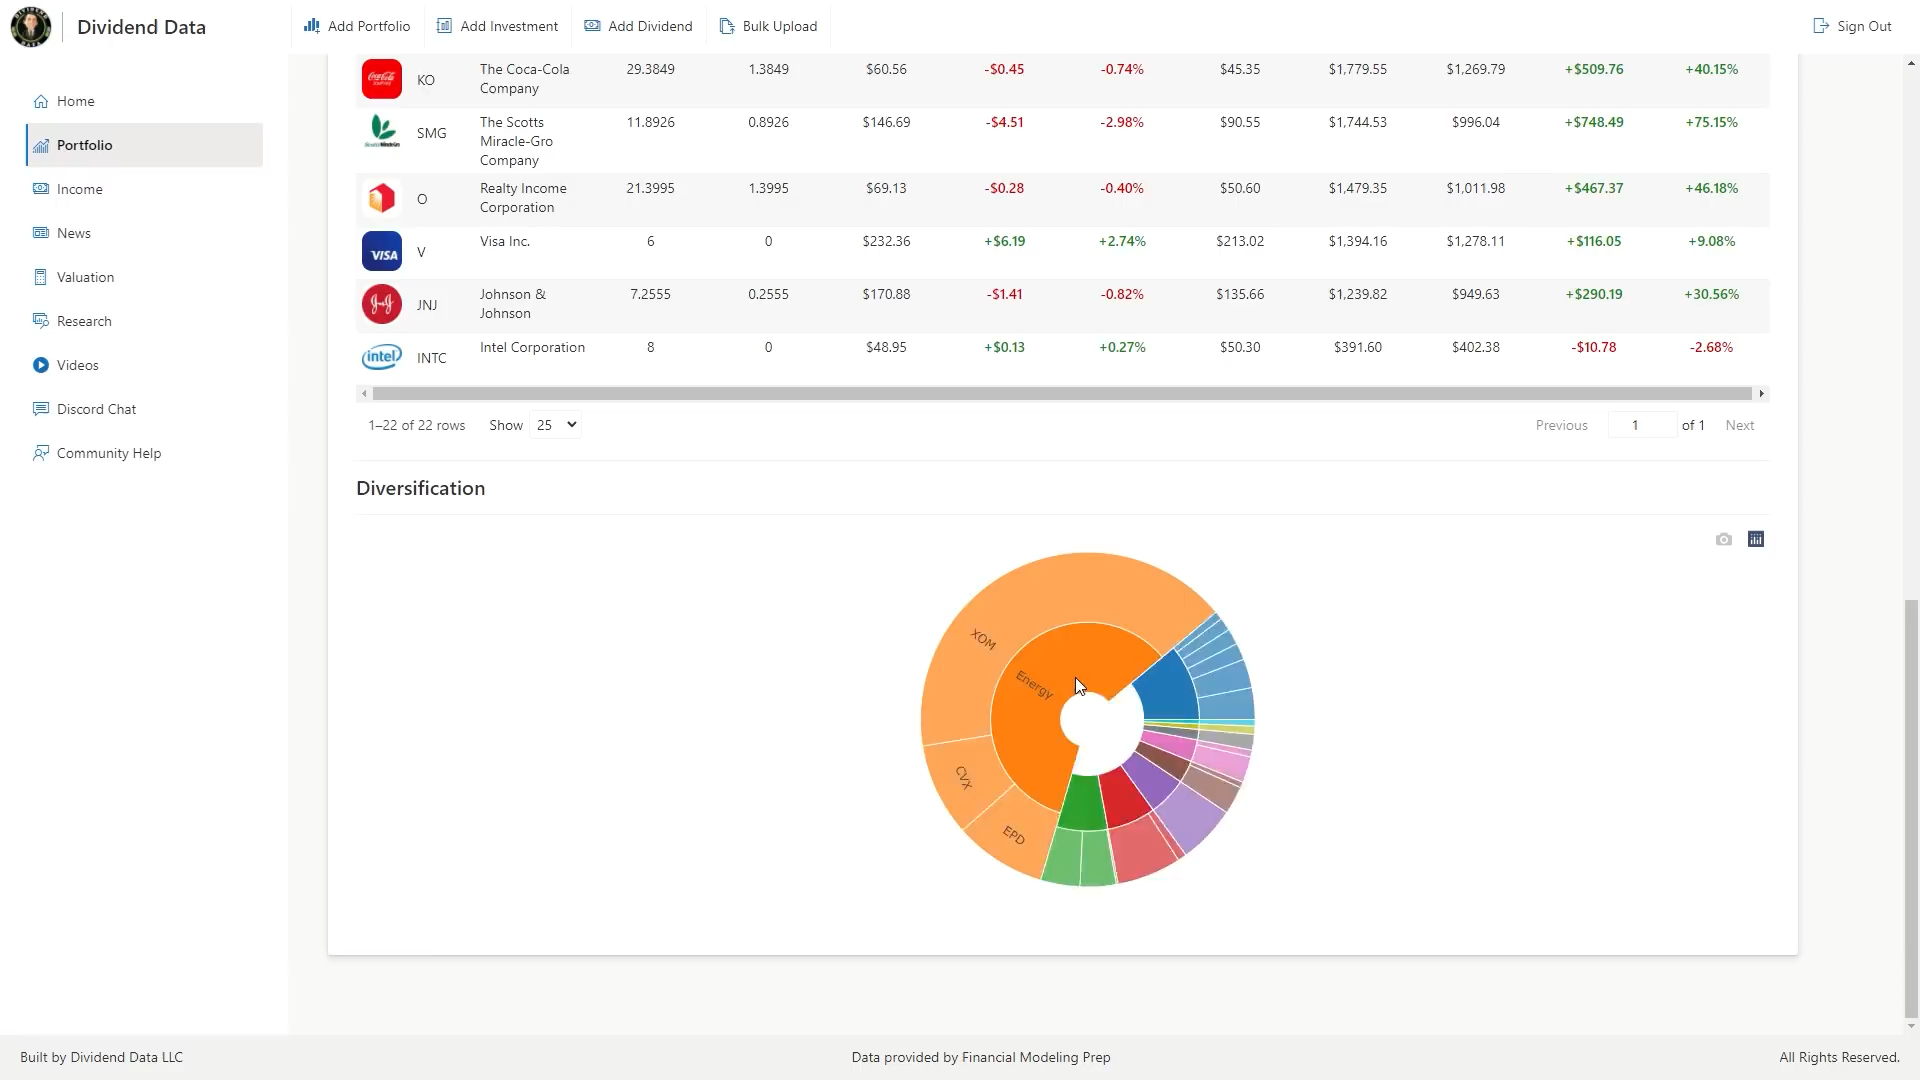 Dividend Data
Add Portfolio
Add Investment
Add Dividend
Bulk Upload
Sign Out
Home
Portfolio
Income
News
Valuation
Research
Videos
Discord Chat
Community Help
KO The Coca-Cola 29.3849 1.3849 $60.56 -$0.45 -0.74% $45.35 $1,779.55 $1,269.79 +$509.76 +40.15%
Company
SMG The Scotts 11.8926 0.8926 $146.69 -$4.51 -2.98% $90.55 $1,744.53 $996.04 +$748.49 +75.15%
Miracle-Gro
Company
O Realty Income 21.3995 1.3995 $69.13 -$0.28 -0.40% $50.60 $1,479.35 $1,011.98 +$467.37 +46.18%
Corporation
VISA V Visa Inc. 6 0 $232.36 +$6.19 +2.74% $213.02 $1,394.16 $1,278.11 +$116.05 +9.08%
JNJ Johnson & 7.2555 0.2555 $170.88 -$1.41 -0.82% $135.66 $1,239.82 $949.63 +$290.19 +30.56%
Johnson
intel INTC Intel Corporation 8 0 $48.95 +$0.13 +0.27% $50.30 $391.60 $402.38 -$10.78 -2.68%
1–22 of 22 rows Show 25 Previous 1 of 1 Next
Diversification
XOM
Energy
CVX
EPD
Built by Dividend Data LLC
Data provided by Financial Modeling Prep
All Rights Reserved.